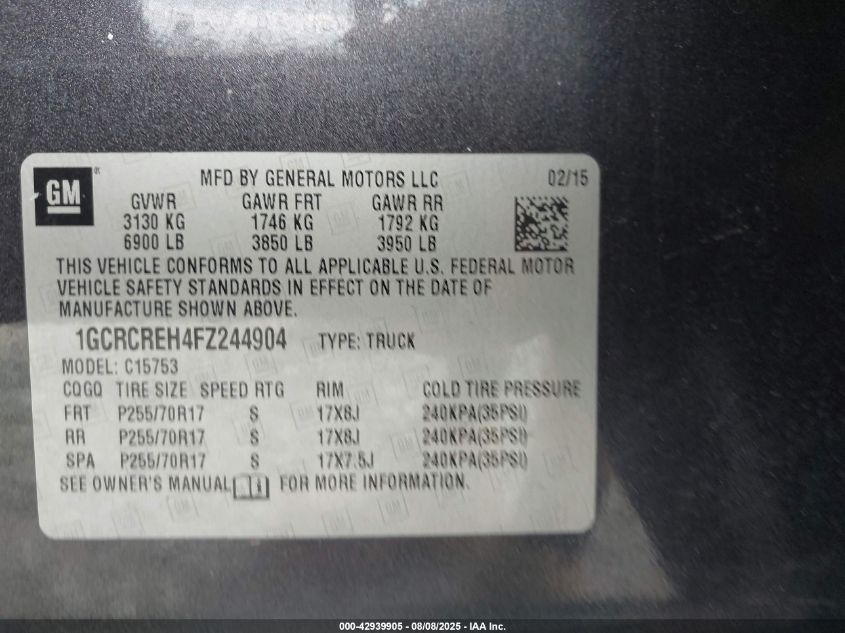 GM
MFD BY GENERAL MOTORS LLC 02/15
GVWR GAWR FRT GAWR RR
3130 KG 1746 KG 1792 KG
6900 LB 3850 LB 3950 LB
THIS VEHICLE CONFORMS TO ALL APPLICABLE U.S. FEDERAL MOTOR
VEHICLE SAFETY STANDARDS IN EFFECT ON THE DATE OF
MANUFACTURE SHOWN ABOVE.
1GCRCREH4FZ244904 TYPE: TRUCK
MODEL: C15753
CQGQ TIRE SIZE SPEED RTG RIM COLD TIRE PRESSURE
FRT P255/70R17 S 17X8J 240KPA(35PSI)
RR P255/70R17 S 17X8J 240KPA(35PSI)
SPA P255/70R17 S 17X7.5J 240KPA(35PSI)
SEE OWNER'S MANUAL FOR MORE INFORMATION.
000-42939905 - 08/08/2025 - IAA Inc.